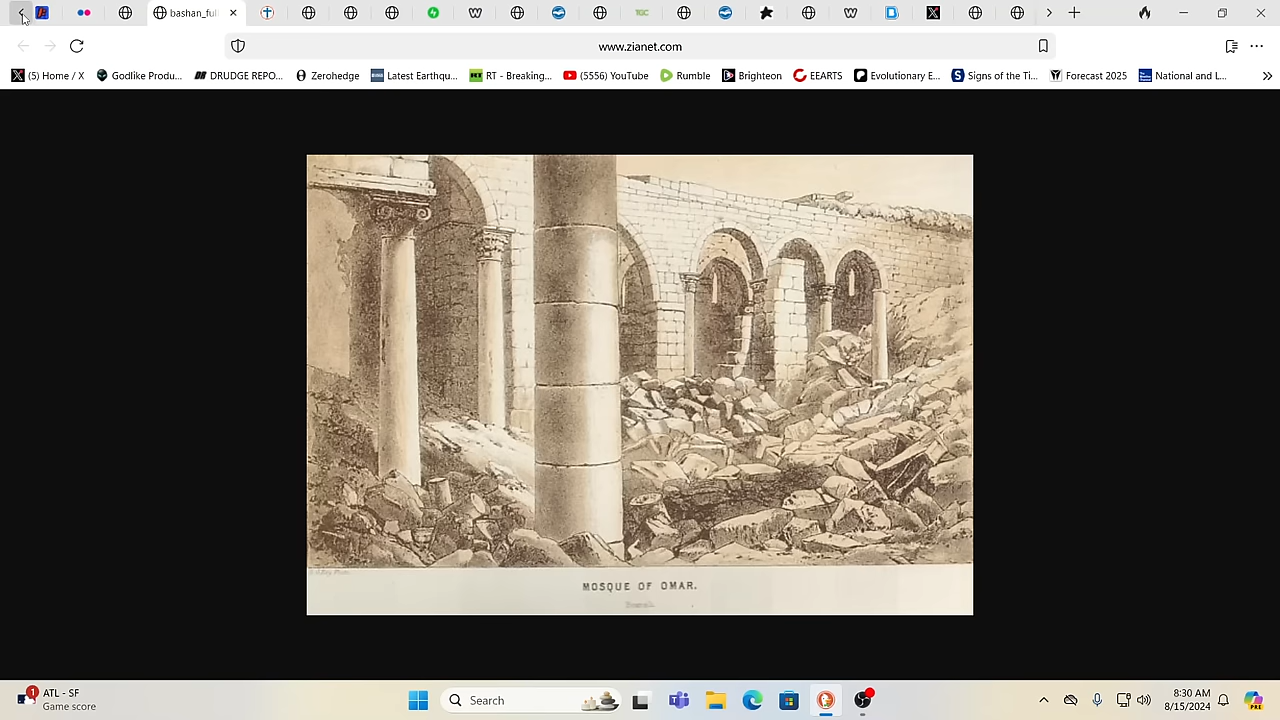 bashan_full
www.zianet.com
(5) Home / X
Godlike Produ...
DRUDGE REPO...
Zerohedge
Latest Earthqu...
RT - Breaking...
(5556) YouTube
Rumble
Brighteon
EEARTS
Evolutionary E...
Signs of the Ti...
Forecast 2025
National and L...
MOSQUE OF OMAR.
1
ATL - SF
Game score
Search
8:30 AM
8/15/2024